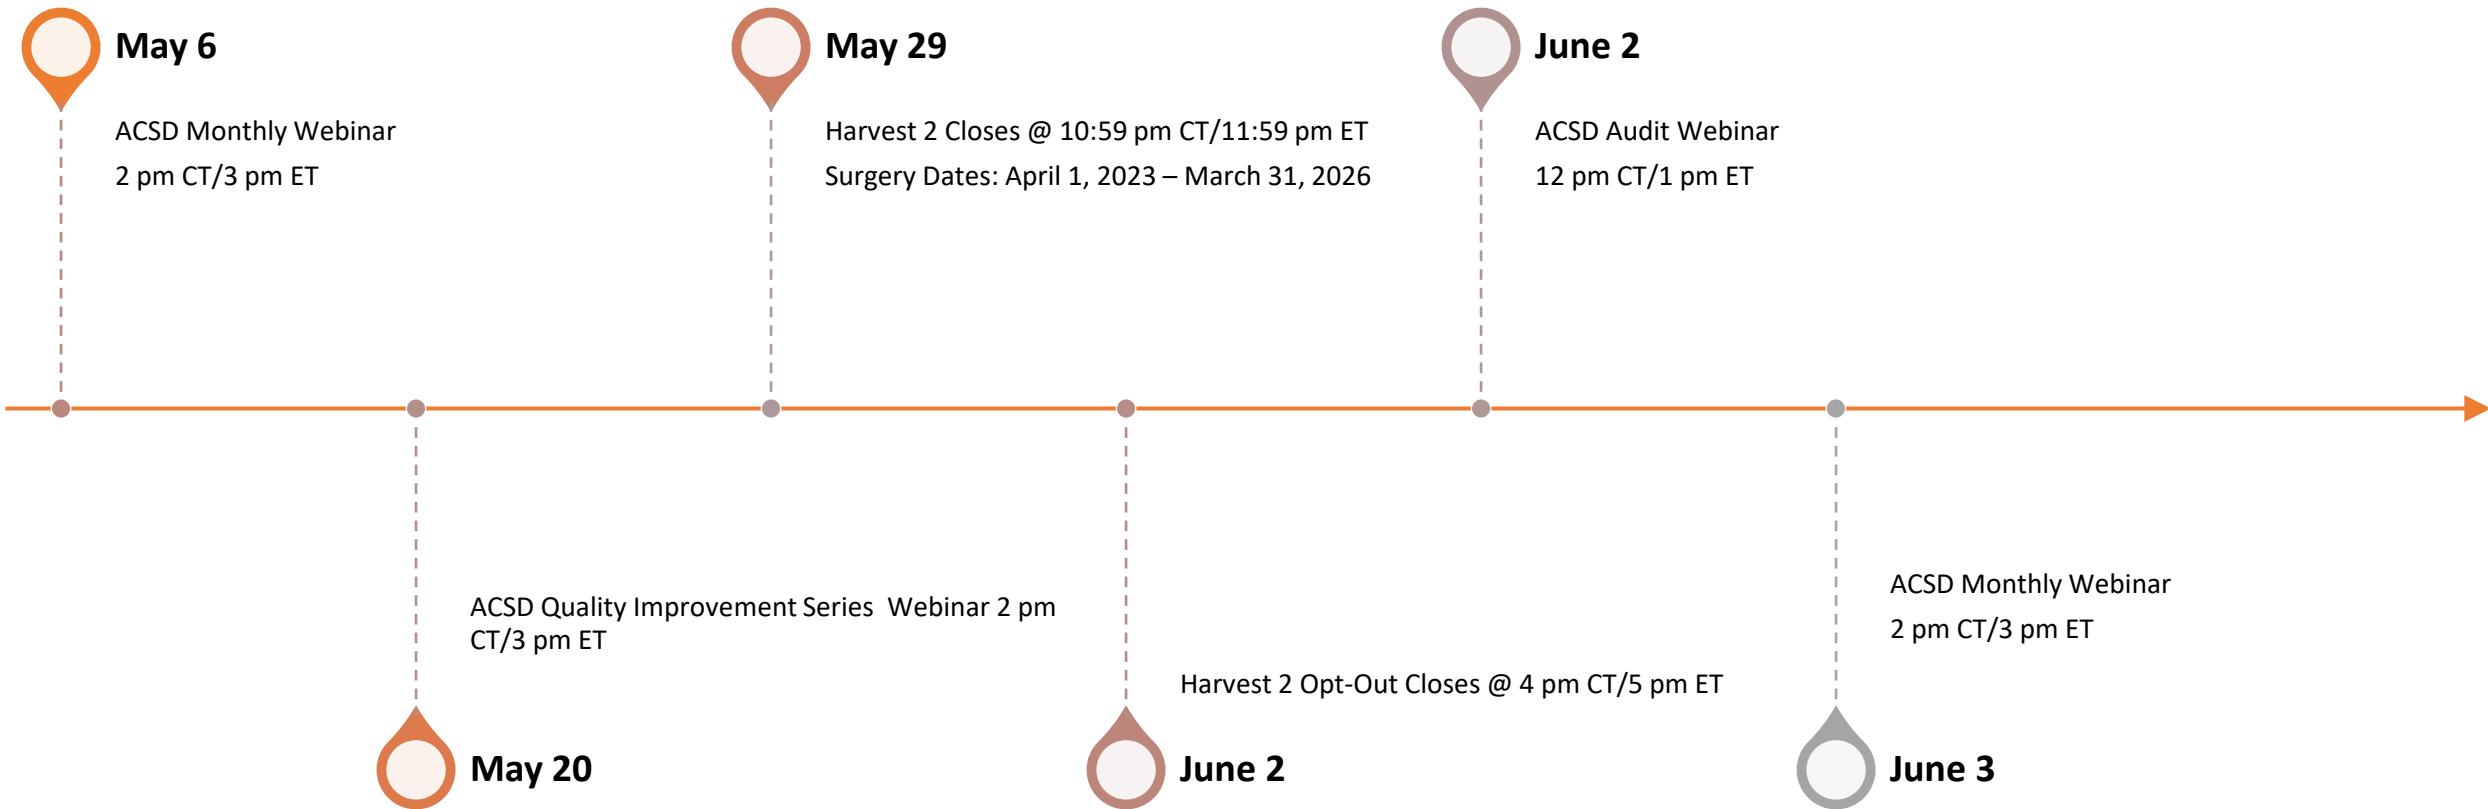 May 6
ACSD Monthly Webinar
2 pm CT/3 pm ET
May 29
Harvest 2 Closes @ 10:59 pm CT/11:59 pm ET
Surgery Dates: April 1, 2023 – March 31, 2026
June 2
ACSD Audit Webinar
12 pm CT/1 pm ET
ACSD Quality Improvement Series  Webinar 2 pm
CT/3 pm ET
May 20
Harvest 2 Opt-Out Closes @ 4 pm CT/5 pm ET
June 2
ACSD Monthly Webinar
2 pm CT/3 pm ET
June 3